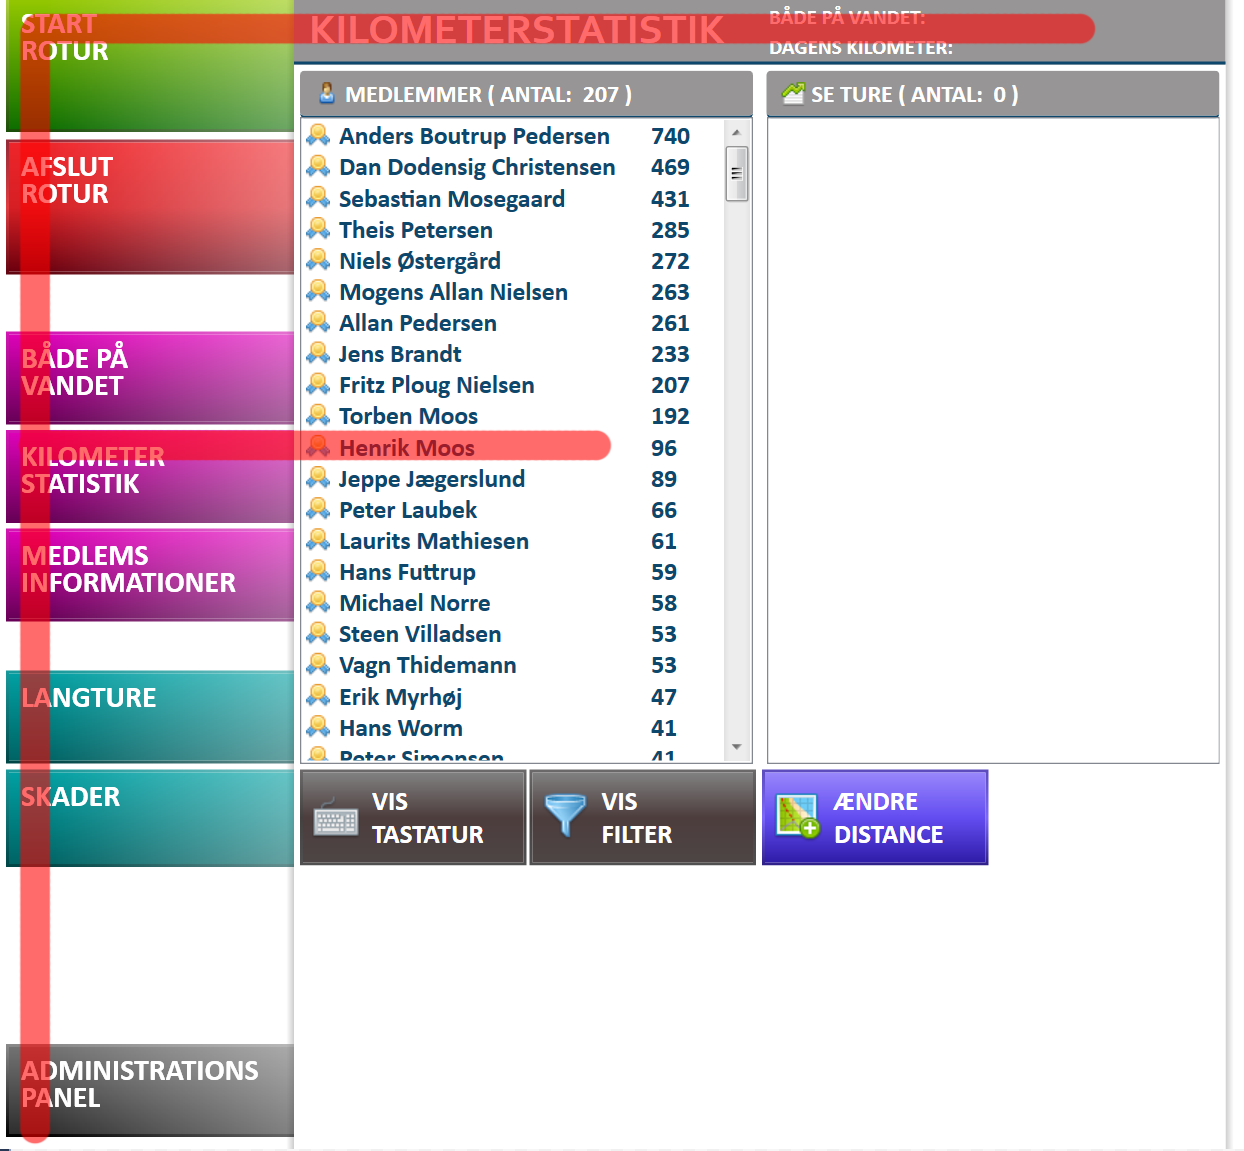 START
ROTUR
AFSLUT
ROTUR
BÅDE PÅ
VANDET
KILOMETER
STATISTIK
MEDLEMS
INFORMATIONER
LANGTURE
SKADER
ADMINISTRATIONS
PANEL
KILOMETERSTATISTIK
BÅDE PÅ VANDET:
DAGENS KILOMETER:
MEDLEMMER ( ANTAL: 207 )
Anders Boutrup Pedersen 740
Dan Dodensig Christensen 469
Sebastian Mosegaard 431
Theis Petersen 285
Niels Østergård 272
Mogens Allan Nielsen 263
Allan Pedersen 261
Jens Brandt 233
Fritz Ploug Nielsen 207
Torben Moos 192
Henrik Moos 96
Jeppe Jægerslund 89
Peter Laubek 66
Laurits Mathiesen 61
Hans Futtrup 59
Michael Norre 58
Steen Villadsen 53
Vagn Thidemann 53
Erik Myrhøj 47
Hans Worm 41
Peter Simonsen 41
SE TURE ( ANTAL: 0 )
VIS
TASTATUR
VIS
FILTER
ÆNDRE
DISTANCE